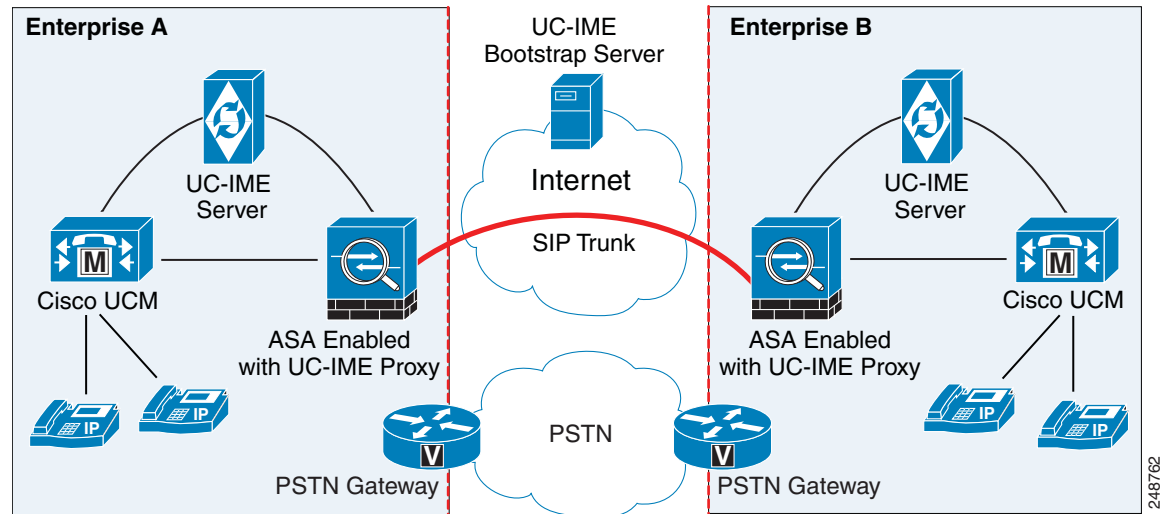 Enterprise A
UC-IME
Bootstrap Server
Enterprise B
UC-IME
Server
Internet
UC-IME
Server
SIP Trunk
M
M
Cisco UCM
Cisco UCM
ASA Enabled
with UC-IME Proxy
ASA Enabled
with UC-IME Proxy
IP
IP
IP
IP
PSTN
V
V
PSTN Gateway
PSTN Gateway
248762